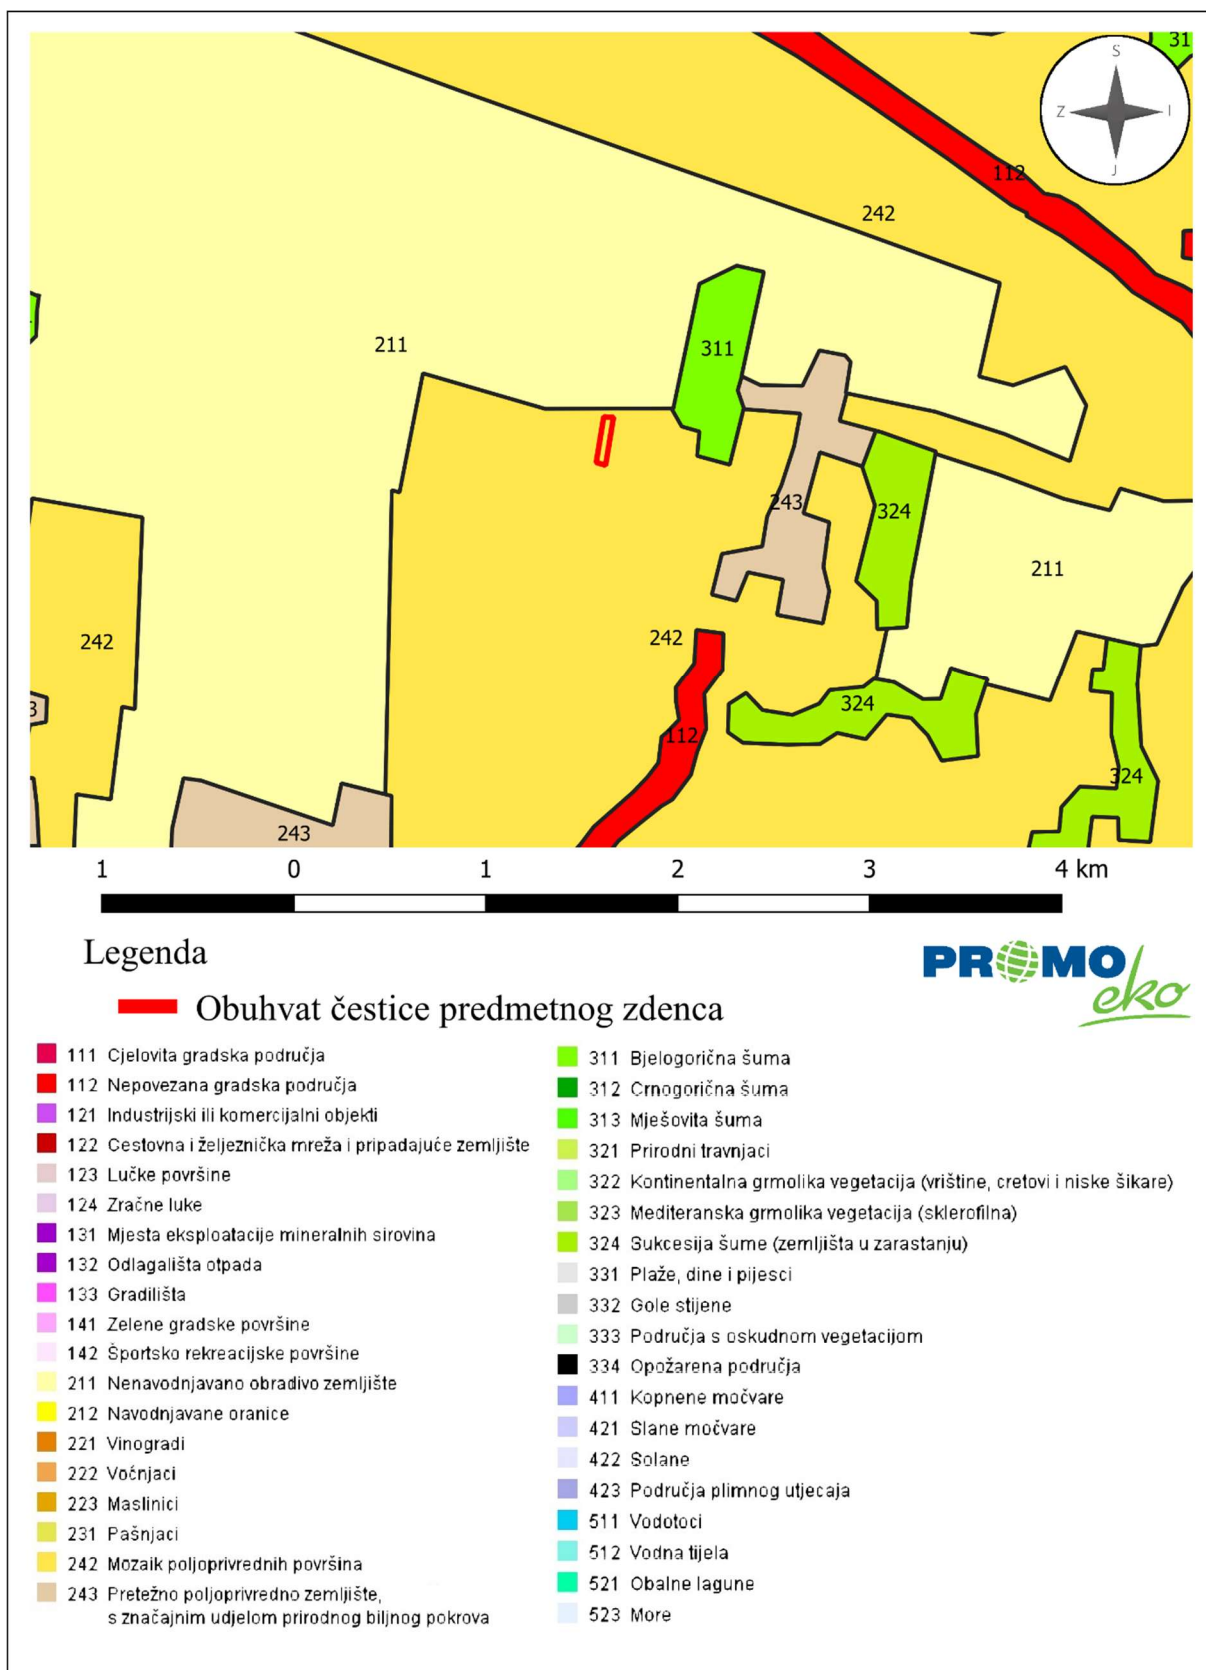 31
S
Z
I
J
112
242
211
311
243
324
211
242
242
3
324
112
324
243
1 0 1 2 3 4 km
Legenda
PROMO
eko
Obuhvat čestice predmetnog zdenca
111 Cjelovita gradska područja
112 Nepovezana gradska područja
121 Industrijski ili komercijalni objekti
122 Cestovna i željeznička mreža i pripadajuće zemljište
123 Lučke površine
124 Zračne luke
131 Mjesta eksploatacije mineralnih sirovina
132 Odlagališta otpada
133 Gradilišta
141 Zelene gradske površine
142 Športsko rekreacijske površine
211 Nenavodnjavano obradivo zemljište
212 Navodnjavane oranice
221 Vinogradi
222 Voćnjaci
223 Maslinici
231 Pašnjaci
242 Mozaik poljoprivrednih površina
243 Pretežno poljoprivredno zemljište,
s značajnim udjelom prirodnog biljnog pokrova
311 Bjelogorična šuma
312 Crnogorična šuma
313 Mješovita šuma
321 Prirodni travnjaci
322 Kontinentalna grmolika vegetacija (vrištine, cretovi i niske šikare)
323 Mediteranska grmolika vegetacija (sklerofilna)
324 Sukcesija šume (zemljišta u zarastanju)
331 Plaže, dine i pijesci
332 Gole stijene
333 Područja s oskudnom vegetacijom
334 Opožarena područja
411 Kopnene močvare
421 Slane močvare
422 Solane
423 Područja plimnog utjecaja
511 Vodotoci
512 Vodna tijela
521 Obalne lagune
523 More